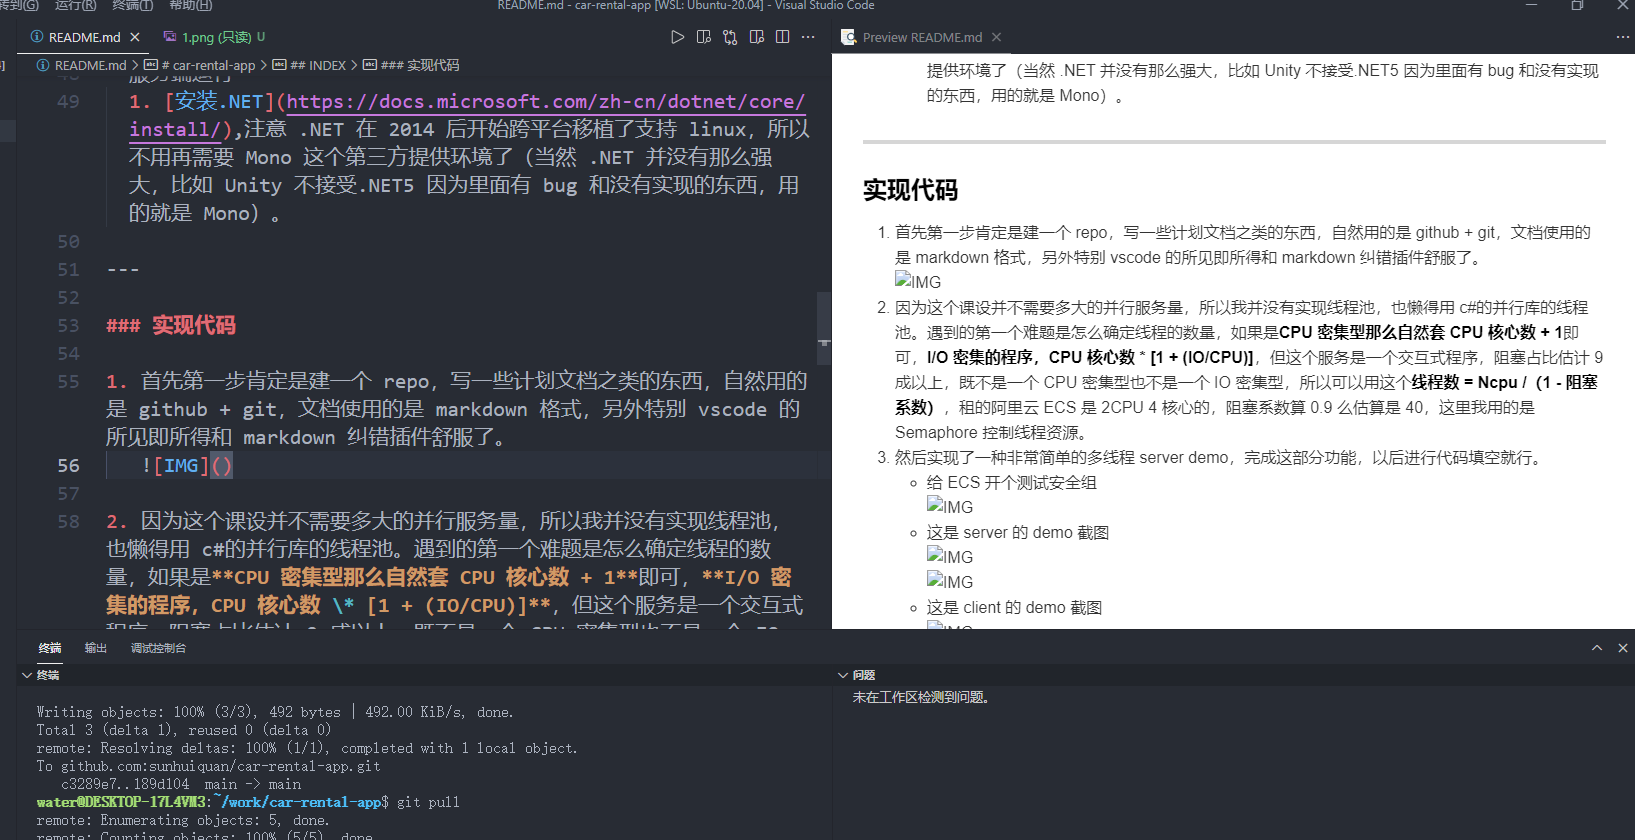 转到(G) 运行(R) 终端(T) 帮助(H) README.md - car-rental-app [WSL: Ubuntu-20.04] - Visual Studio Code
README.md 1.png (只读) U
README.md > # car-rental-app > ## INDEX > ### 实现代码
49 1. [安装.NET](https://docs.microsoft.com/zh-cn/dotnet/core/
install/),注意 .NET 在 2014 后开始跨平台移植了支持 linux，所以
不用再需要 Mono 这个第三方提供环境了（当然 .NET 并没有那么强
大，比如 Unity 不接受.NET5 因为里面有 bug 和没有实现的东西，用
的就是 Mono）。
50
51 ---
52
53 ### 实现代码
54
55 1. 首先第一步肯定是建一个 repo，写一些计划文档之类的东西，自然用的
是 github + git，文档使用的是 markdown 格式，另外特别 vscode 的
所见即所得和 markdown 纠错插件舒服了。
56 ![IMG]()
57
58 2. 因为这个课设并不需要多大的并行服务量，所以我并没有实现线程池，
也懒得用 c#的并行库的线程池。遇到的第一个难题是怎么确定线程的数
量，如果是**CPU 密集型那么自然套 CPU 核心数 + 1**即可，**I/O 密
集的程序，CPU 核心数 \* [1 + (IO/CPU)]**，但这个服务是一个交互式
Preview README.md
提供环境了（当然 .NET 并没有那么强大，比如 Unity 不接受.NET5 因为里面有 bug 和没有实现
的东西，用的就是 Mono）。
实现代码
1. 首先第一步肯定是建一个 repo，写一些计划文档之类的东西，自然用的是 github + git，文档使用的
是 markdown 格式，另外特别 vscode 的所见即所得和 markdown 纠错插件舒服了。
IMG
2. 因为这个课设并不需要多大的并行服务量，所以我并没有实现线程池，也懒得用 c#的并行库的线程
池。遇到的第一个难题是怎么确定线程的数量，如果是CPU 密集型那么自然套 CPU 核心数 + 1即
可，I/O 密集的程序，CPU 核心数 * [1 + (IO/CPU)]，但这个服务是一个交互式程序，阻塞占比估计 9
成以上，既不是一个 CPU 密集型也不是一个 IO 密集型，所以可以用这个线程数 = Ncpu /（1 - 阻塞
系数），租的阿里云 ECS 是 2CPU 4 核心的，阻塞系数算 0.9 么估算是 40，这里我用的是
Semaphore 控制线程资源。
3. 然后实现了一种非常简单的多线程 server demo，完成这部分功能，以后进行代码填空就行。
给 ECS 开个测试安全组
IMG
这是 server 的 demo 截图
IMG
IMG
这是 client 的 demo 截图
终端 输出 调试控制台
终端
Writing objects: 100% (3/3), 492 bytes | 492.00 KiB/s, done.
Total 3 (delta 1), reused 0 (delta 0)
remote: Resolving deltas: 100% (1/1), completed with 1 local object.
To github.com:sunhuiquan/car-rental-app.git
c3289e7..189d104 main -> main
water@DESKTOP-17L4VM3:~/work/car-rental-app$ git pull
remote: Enumerating objects: 5, done.
remote: Counting objects: 100% (5/5), done.
问题
未在工作区检测到问题。